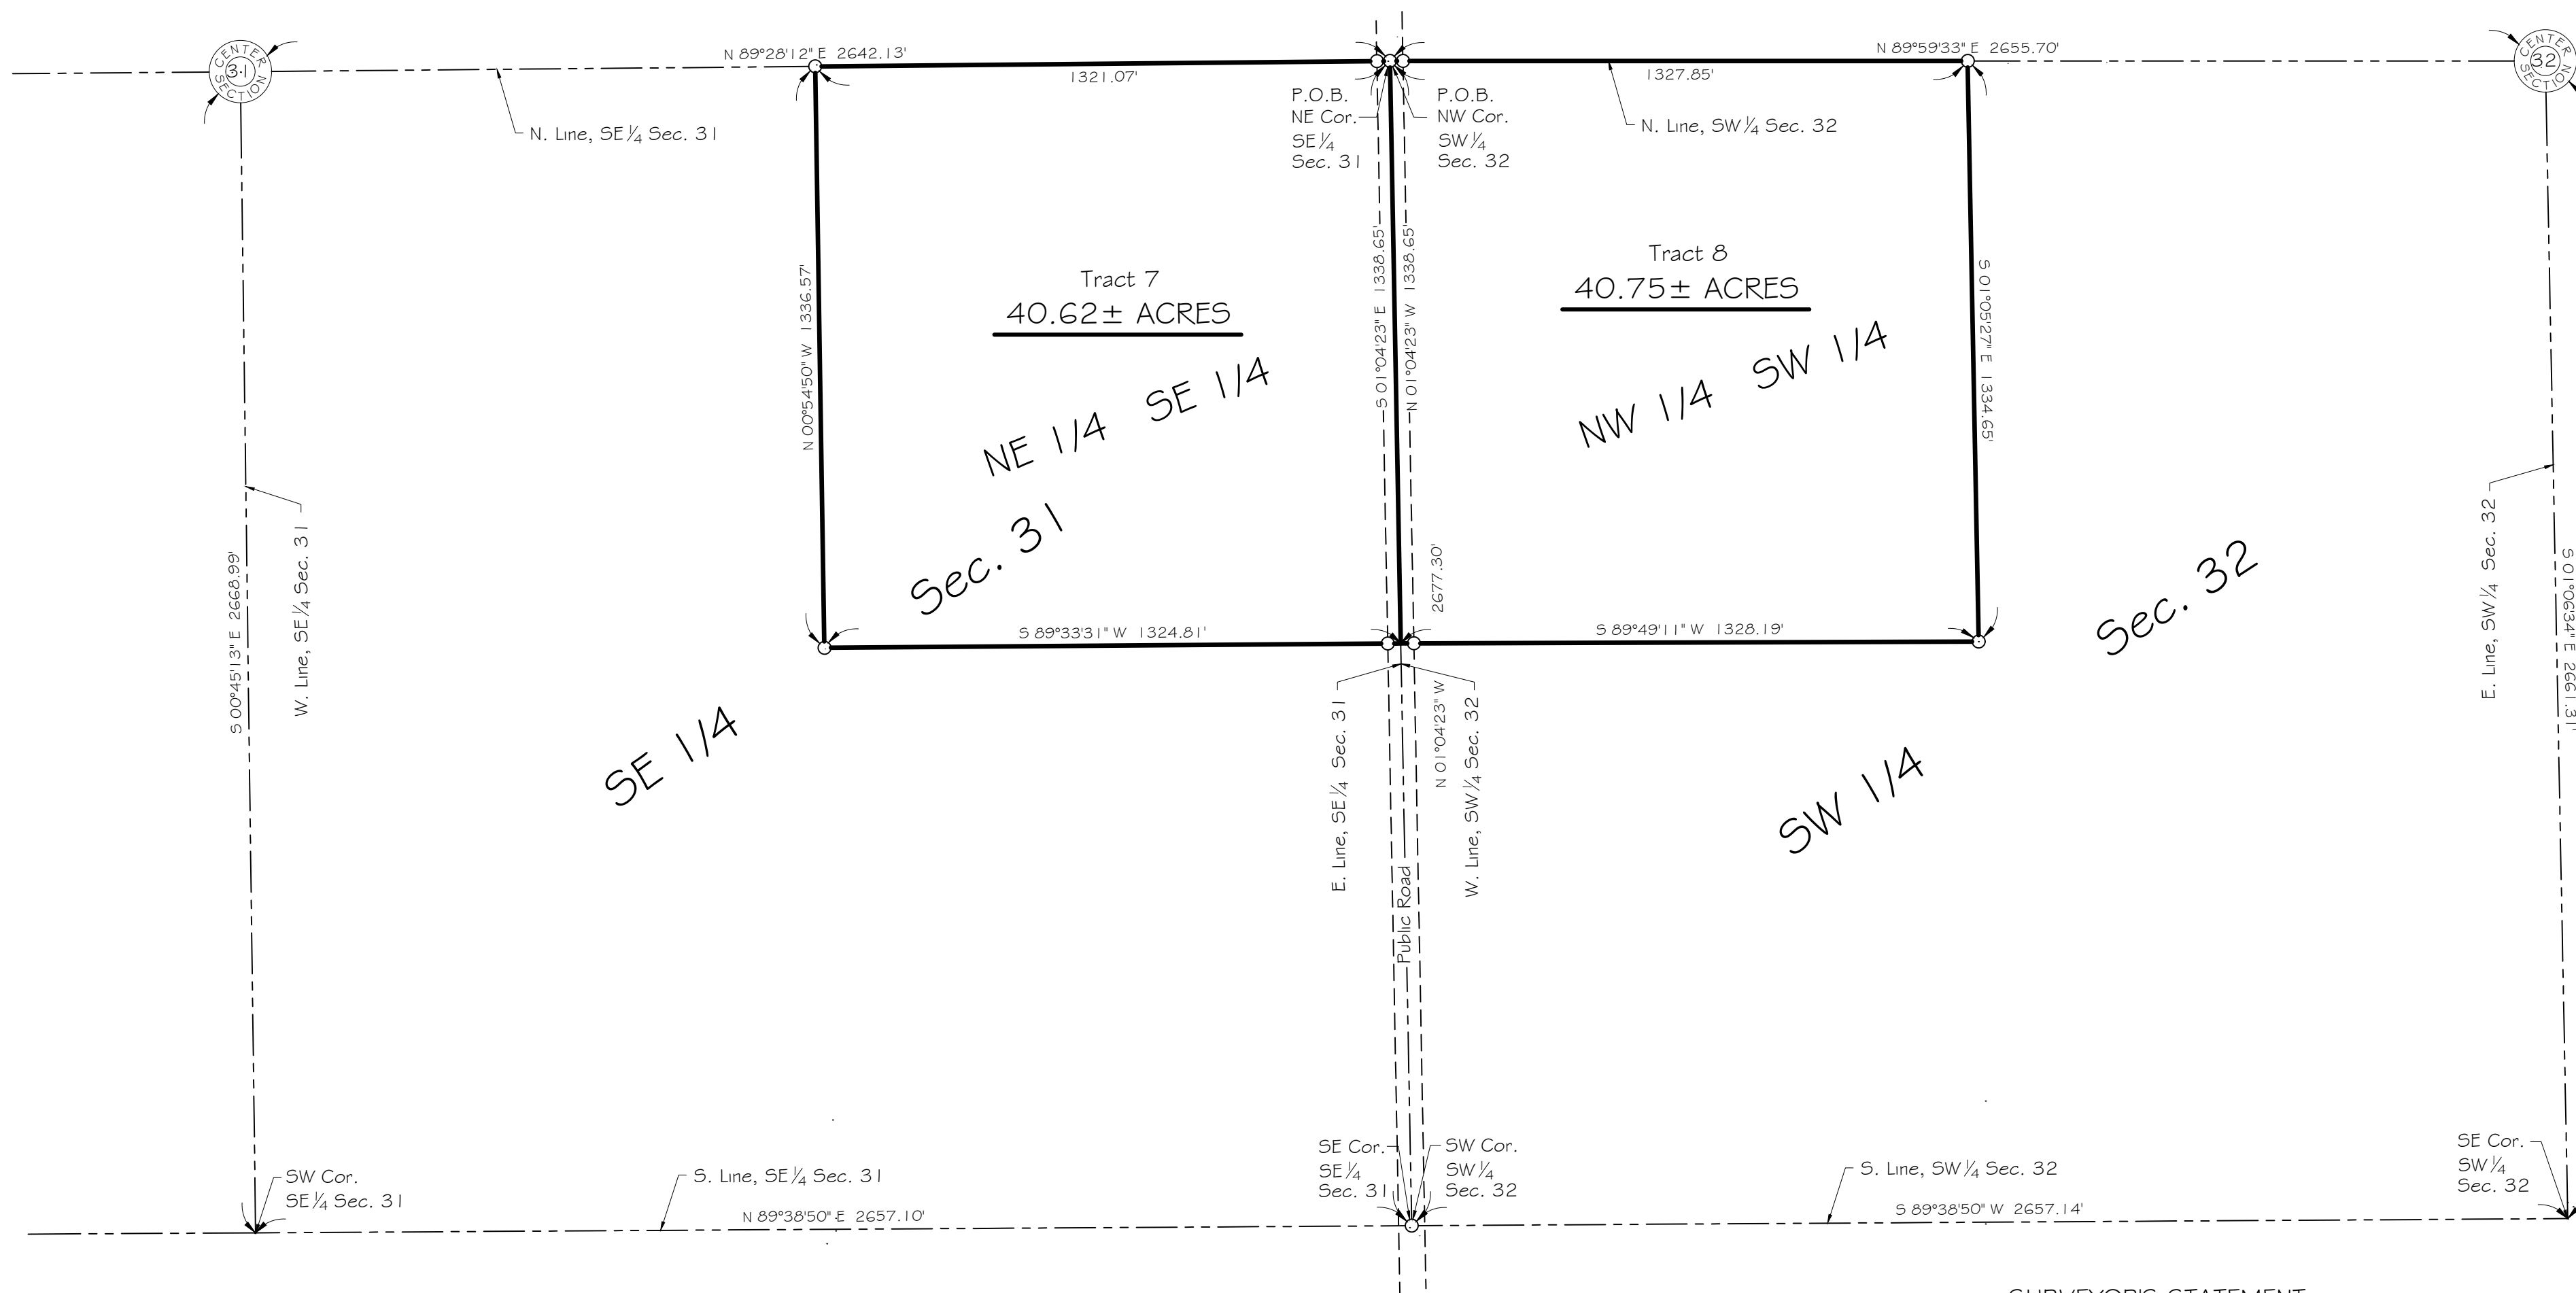 CENTER
31
SECTION
N 89°28'12" E 2642.13'
1321.07'
N 89°59'33" E 2655.70'
1327.85'
CENTER
32
SECTION
N. Line, SE¼ Sec. 31
P.O.B.
NE Cor.
SE¼
Sec. 31
P.O.B.
NW Cor.
SW¼
Sec. 32
N. Line, SW¼ Sec. 32
Tract 7
40.62± ACRES
Tract 8
40.75± ACRES
N 00°54'50" W 1336.57'
S 01°04'23" E 1338.65'
N 01°04'23" W 1338.65'
S 01°05'27" E 1334.65'
NE 1/4 SE 1/4
NW 1/4 SW 1/4
Sec. 31
Sec. 32
S 00°45'13" E 2668.99'
W. Line, SE¼ Sec. 31
2677.30'
N 01°04'23" W
E. Line, SW¼ Sec. 32
S 01°06'34" E 2661.31'
S 89°33'31" W 1324.81'
S 89°49'11" W 1328.19'
E. Line, SE¼ Sec. 31
W. Line, SW¼ Sec. 32
SE 1/4
SW 1/4
Public Road
SW Cor.
SE¼ Sec. 31
S. Line, SE¼ Sec. 31
N 89°38'50" E 2657.10'
SE Cor.
SE¼
Sec. 31
SW Cor.
SW¼
Sec. 32
S. Line, SW¼ Sec. 32
S 89°38'50" W 2657.14'
SE Cor.
SW¼
Sec. 32
SURVEYOR'S STATEMENT